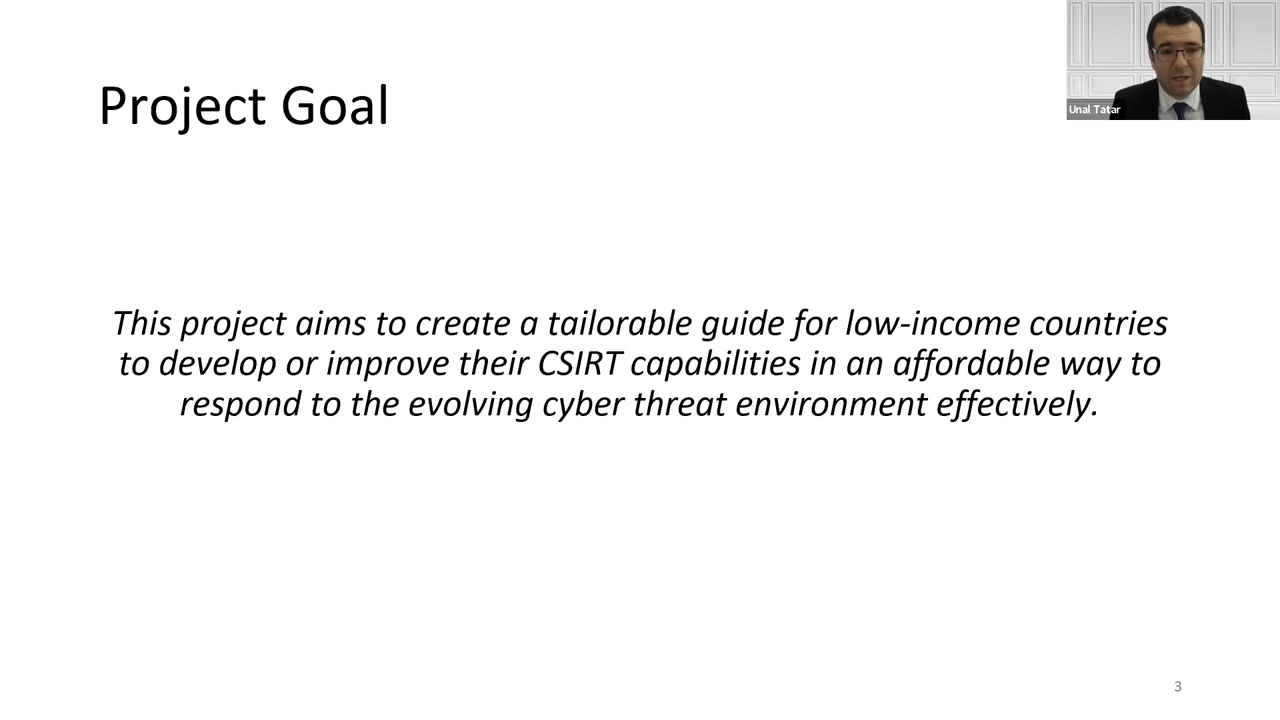 Project Goal
Unal Tatar
This project aims to create a tailorable guide for low-income countries
to develop or improve their CSIRT capabilities in an affordable way to
respond to the evolving cyber threat environment effectively.
3